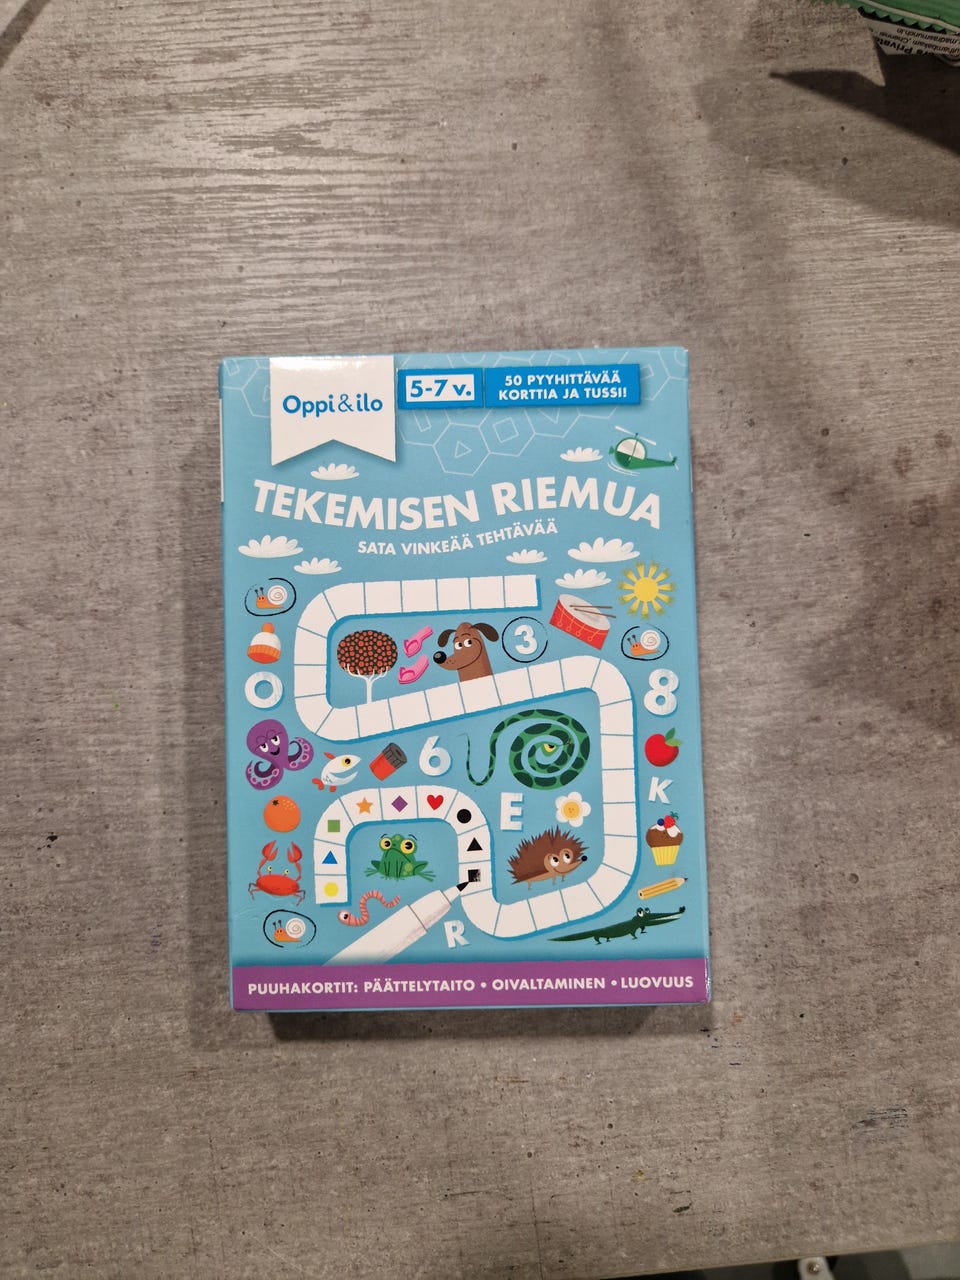 Oppi&ilo
5-7 v.
50 PYYHITTÄVÄÄ
KORTTIA JA TUSSI!
TEKEMISEN RIEMUA
SATA VINKEÄÄ TEHTÄVÄÄ
3
8
6
K
E
R
PUUHAKORTIT: PÄÄTTELYTAITO • OIVALTAMINEN • LUOVUUS